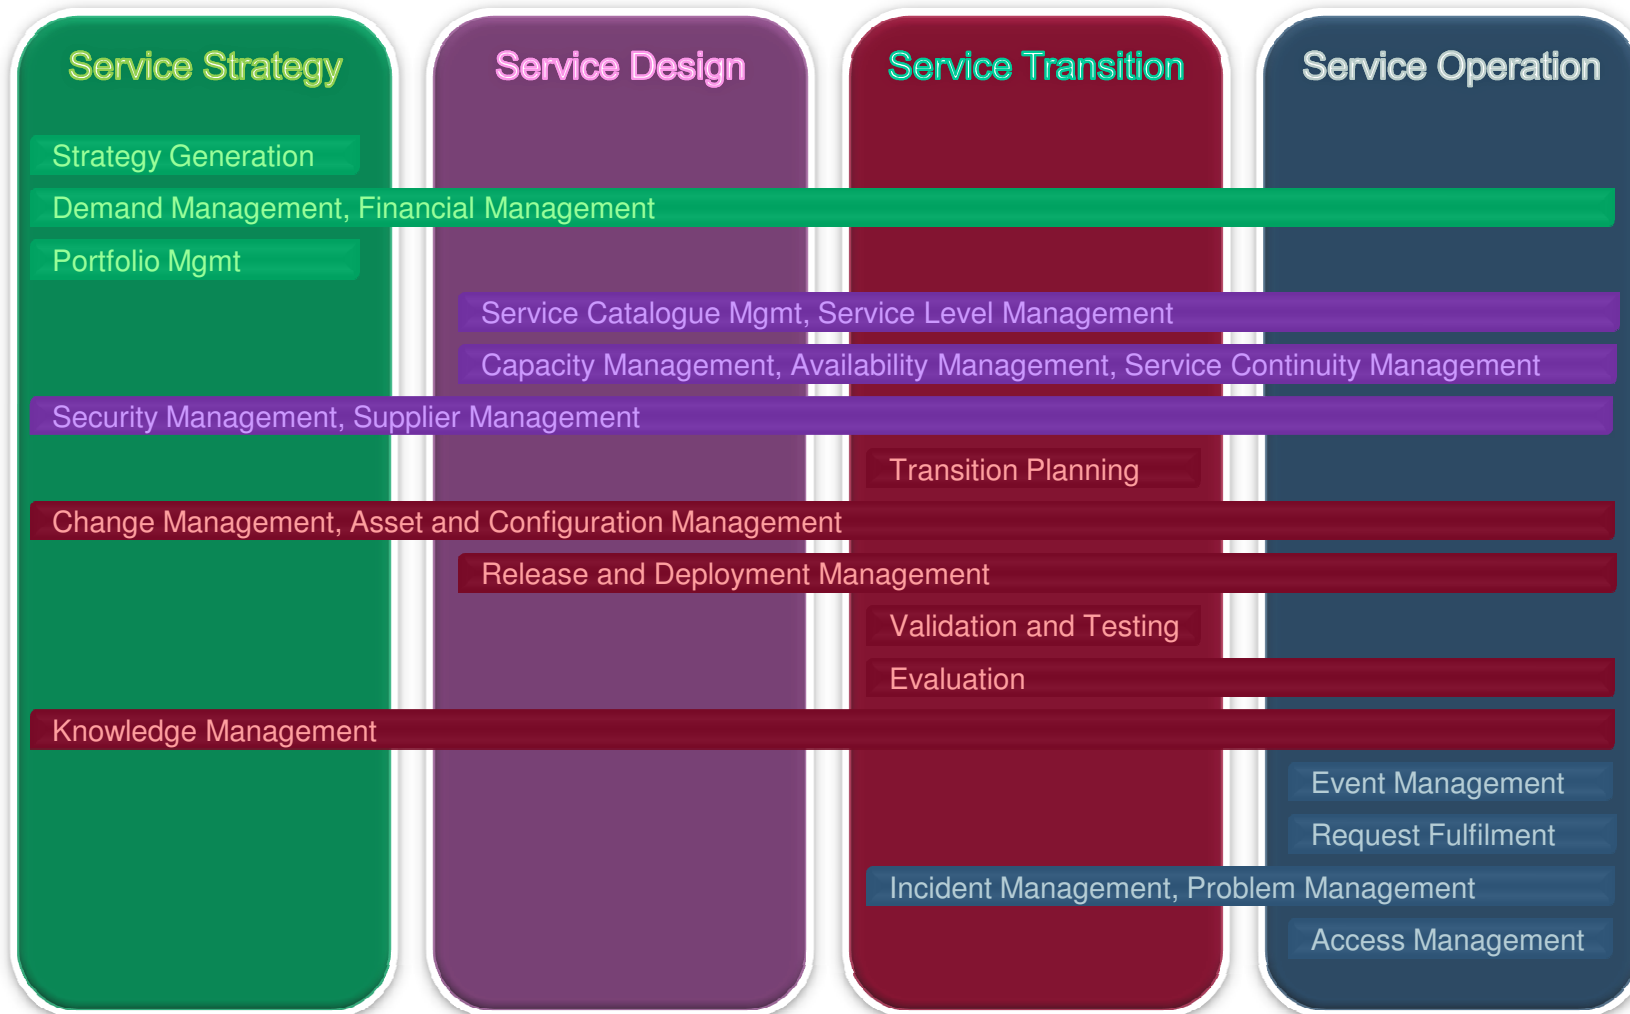 Service Strategy
Service Design
Service Transition
Service Operation
Strategy Generation
Demand Management, Financial Management
Portfolio Mgmt
Service Catalogue Mgmt, Service Level Management
Capacity Management, Availability Management, Service Continuity Management
Security Management, Supplier Management
Transition Planning
Change Management, Asset and Configuration Management
Release and Deployment Management
Validation and Testing
Evaluation
Knowledge Management
Event Management
Request Fulfilment
Incident Management, Problem Management
Access Management